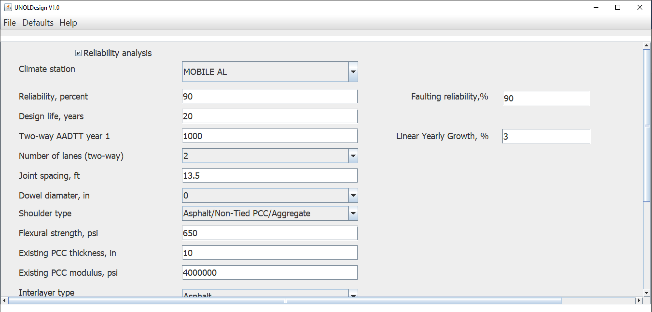 UNOLDesign V1.0
File Defaults Help
Reliability analysis
Climate station MOBILE AL
Reliability, percent 90 Faulting reliability,% 90
Design life, years 20
Two-way AADTT year 1 1000 Linear Yearly Growth, % 3
Number of lanes (two-way) 2
Joint spacing, ft 13.5
Dowel diamater, in 0
Shoulder type Asphalt/Non-Tied PCC/Aggregate
Flexural strength, psi 650
Existing PCC thickness, in 10
Existing PCC modulus, psi 4000000
Interlayer type Asphalt